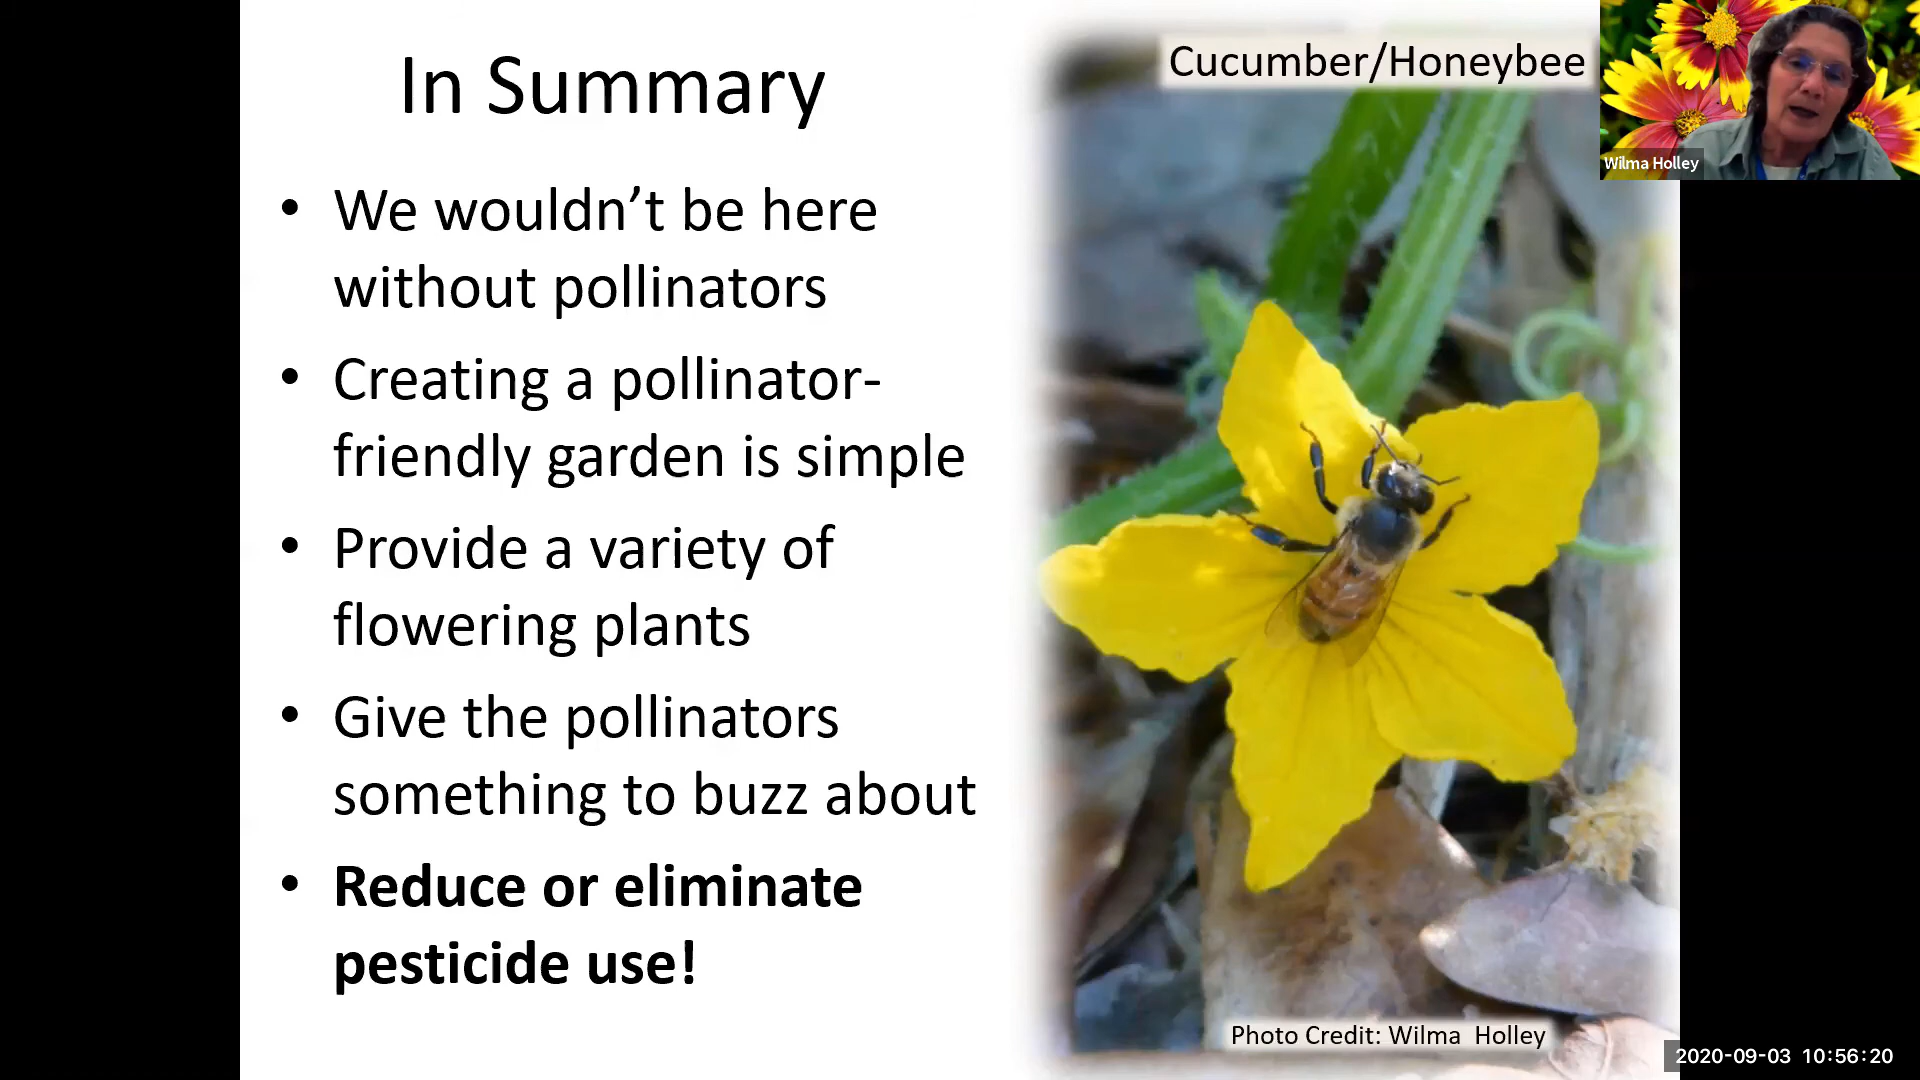 In Summary
• We wouldn’t be here
without pollinators
• Creating a pollinator-
friendly garden is simple
• Provide a variety of
flowering plants
• Give the pollinators
something to buzz about
• Reduce or eliminate
pesticide use!
Cucumber/Honeybee
Photo Credit: Wilma  Holley
Wilma Holley
2020-09-03 10:56:20